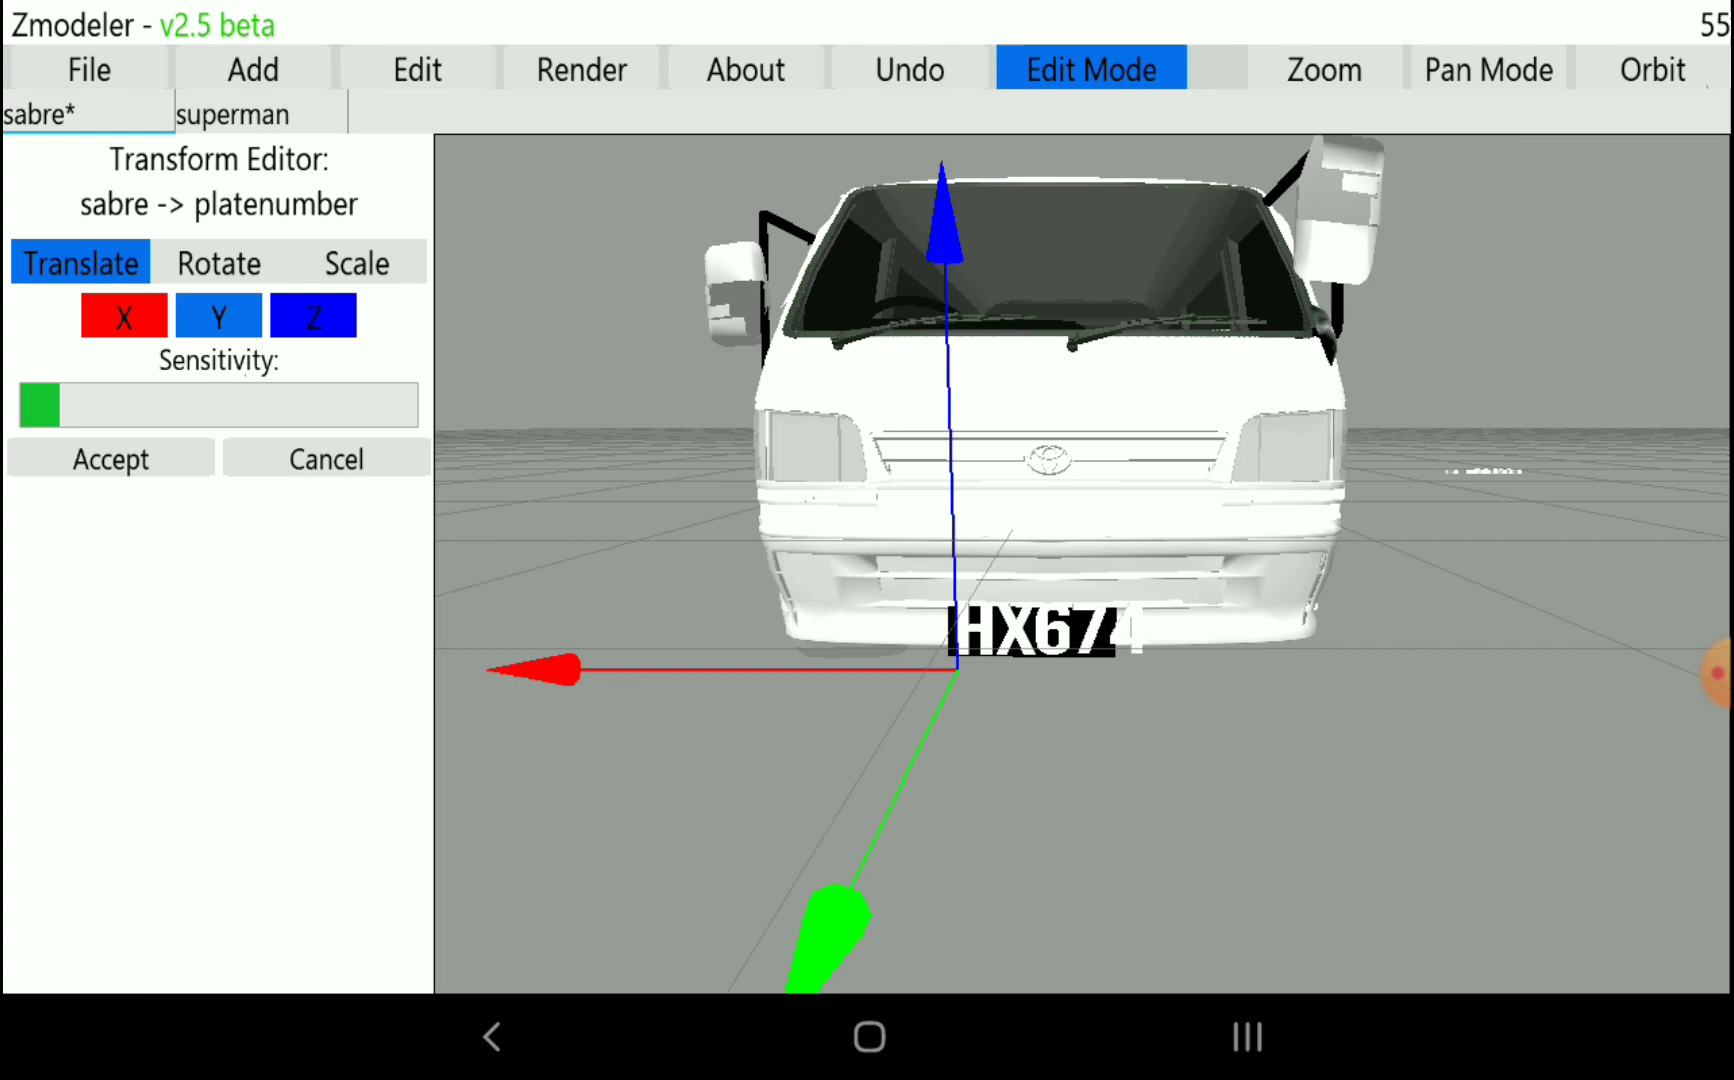 Zmodeler - v2.5 beta 55
File Add Edit Render About Undo Edit Mode Zoom Pan Mode Orbit
sabre* superman
Transform Editor:
sabre -> platenumber
Translate Rotate Scale
X Y Z
Sensitivity:
Accept Cancel
HX674